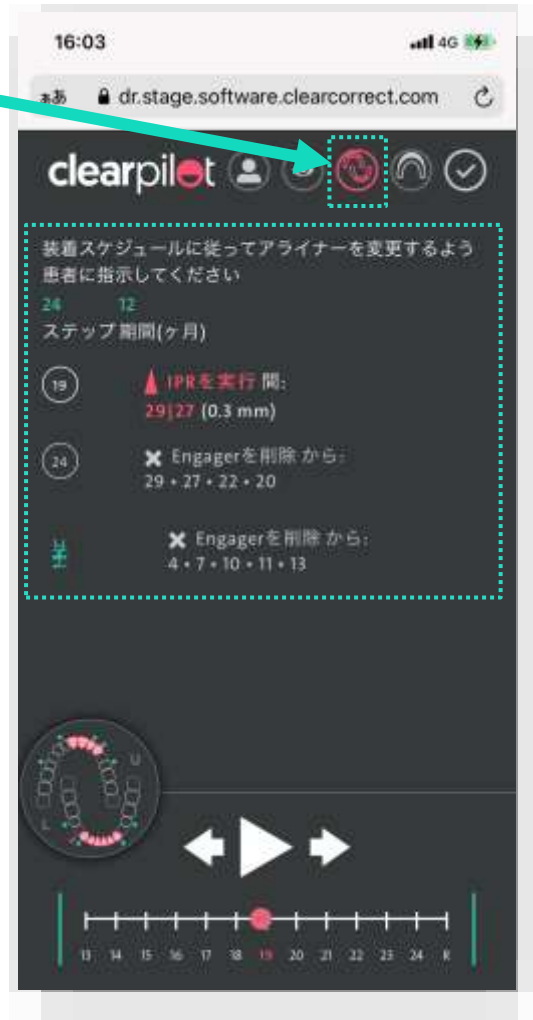 16:03
4G
ぁあ dr.stage.software.clearcorrect.com
clearpilot
装着スケジュールに従ってアライナーを変更するよう
患者に指示してください
24 12
ステップ 期間(ヶ月)
19 IPRを実行 間:
29|27 (0.3 mm)
24 Engagerを削除 から:
29 • 27 • 22 • 20
Engagerを削除 から:
4 • 7 • 10 • 11 • 13
U
L
13 14 15 16 17 18 19 20 21 22 23 24 R